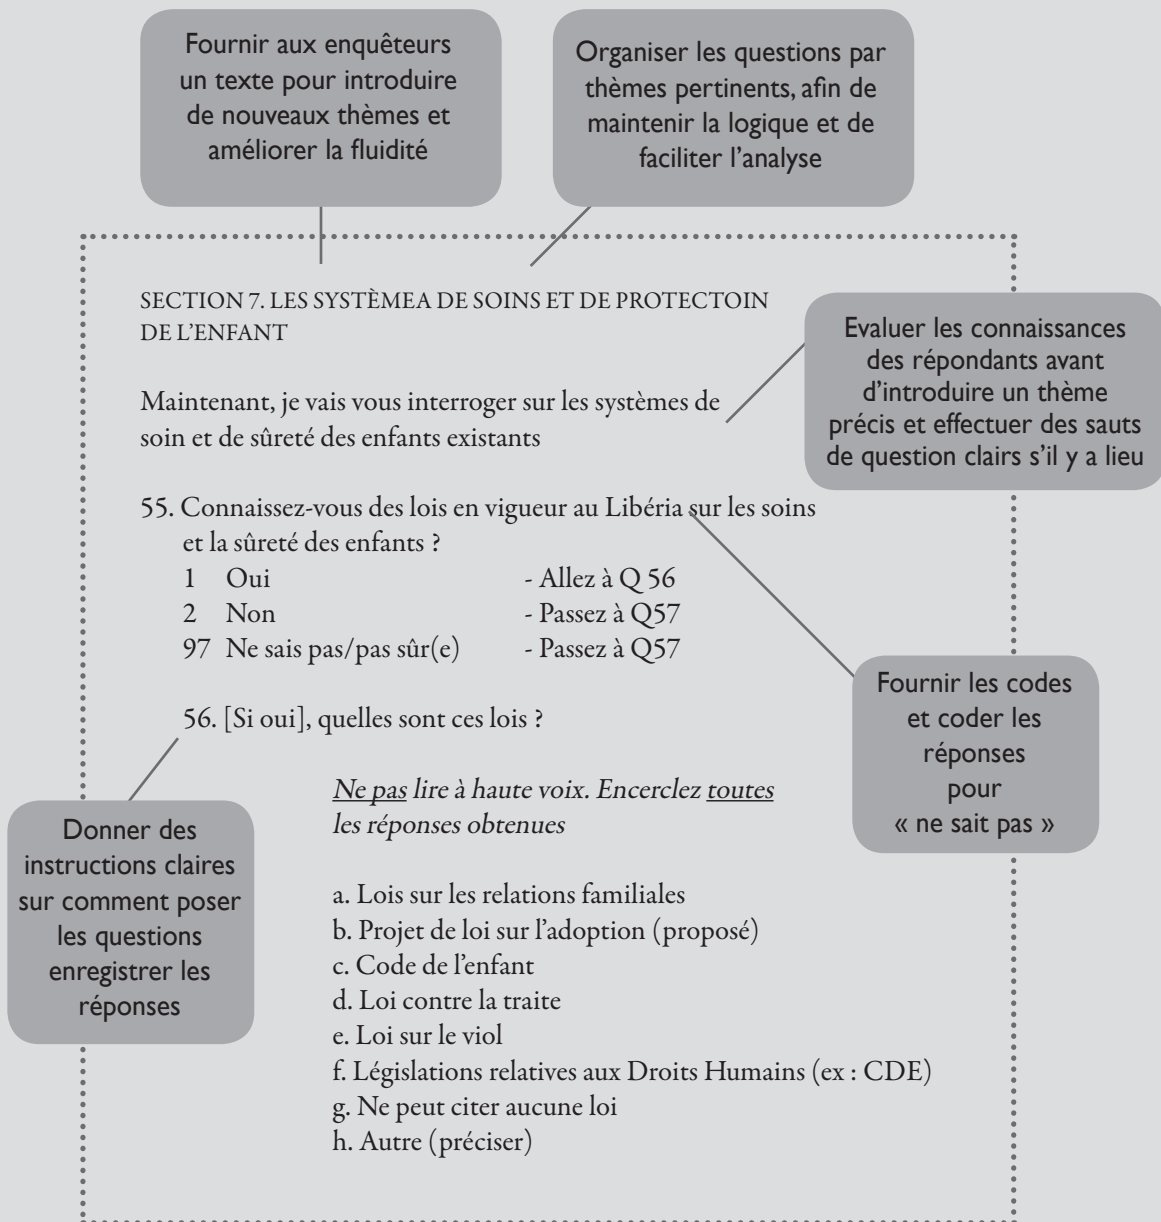 Fournir aux enquêteurs
un texte pour introduire
de nouveaux thèmes et
améliorer la fluidité
Organiser les questions par
thèmes pertinents, afin de
maintenir la logique et de
faciliter l’analyse
SECTION 7. LES SYSTÈMEA DE SOINS ET DE PROTECTOIN
DE L’ENFANT
Evaluer les connaissances
des répondants avant
d’introduire un thème
précis et effectuer des sauts
de question clairs s’il y a lieu
Maintenant, je vais vous interroger sur les systèmes de
soin et de sûreté des enfants existants
55. Connaissez-vous des lois en vigueur au Libéria sur les soins
et la sûreté des enfants ?
1 Oui - Allez à Q 56
2 Non - Passez à Q57
97 Ne sais pas/pas sûr(e) - Passez à Q57
Fournir les codes
et coder les
réponses
pour
« ne sait pas »
56. [Si oui], quelles sont ces lois ?
Donner des
instructions claires
sur comment poser
les questions
enregistrer les
réponses
Ne pas lire à haute voix. Encerclez toutes
les réponses obtenues
a. Lois sur les relations familiales
b. Projet de loi sur l’adoption (proposé)
c. Code de l’enfant
d. Loi contre la traite
e. Loi sur le viol
f. Législations relatives aux Droits Humains (ex : CDE)
g. Ne peut citer aucune loi
h. Autre (préciser)